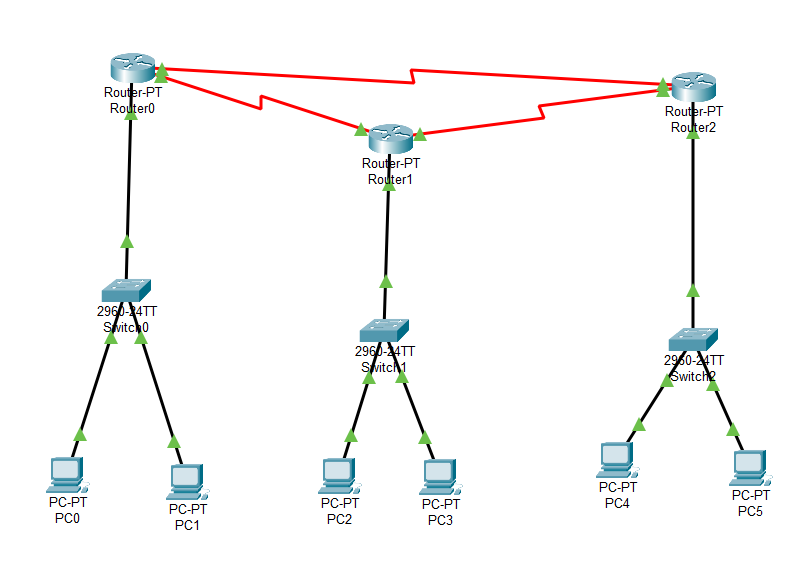 Router-PT
Router0
Router-PT
Router2
Router-PT
Router1
2960-24TT
Switch0
2960-24TT
Switch1
2960-24TT
Switch2
PC-PT
PC0
PC-PT
PC1
PC-PT
PC2
PC-PT
PC3
PC-PT
PC4
PC-PT
PC5